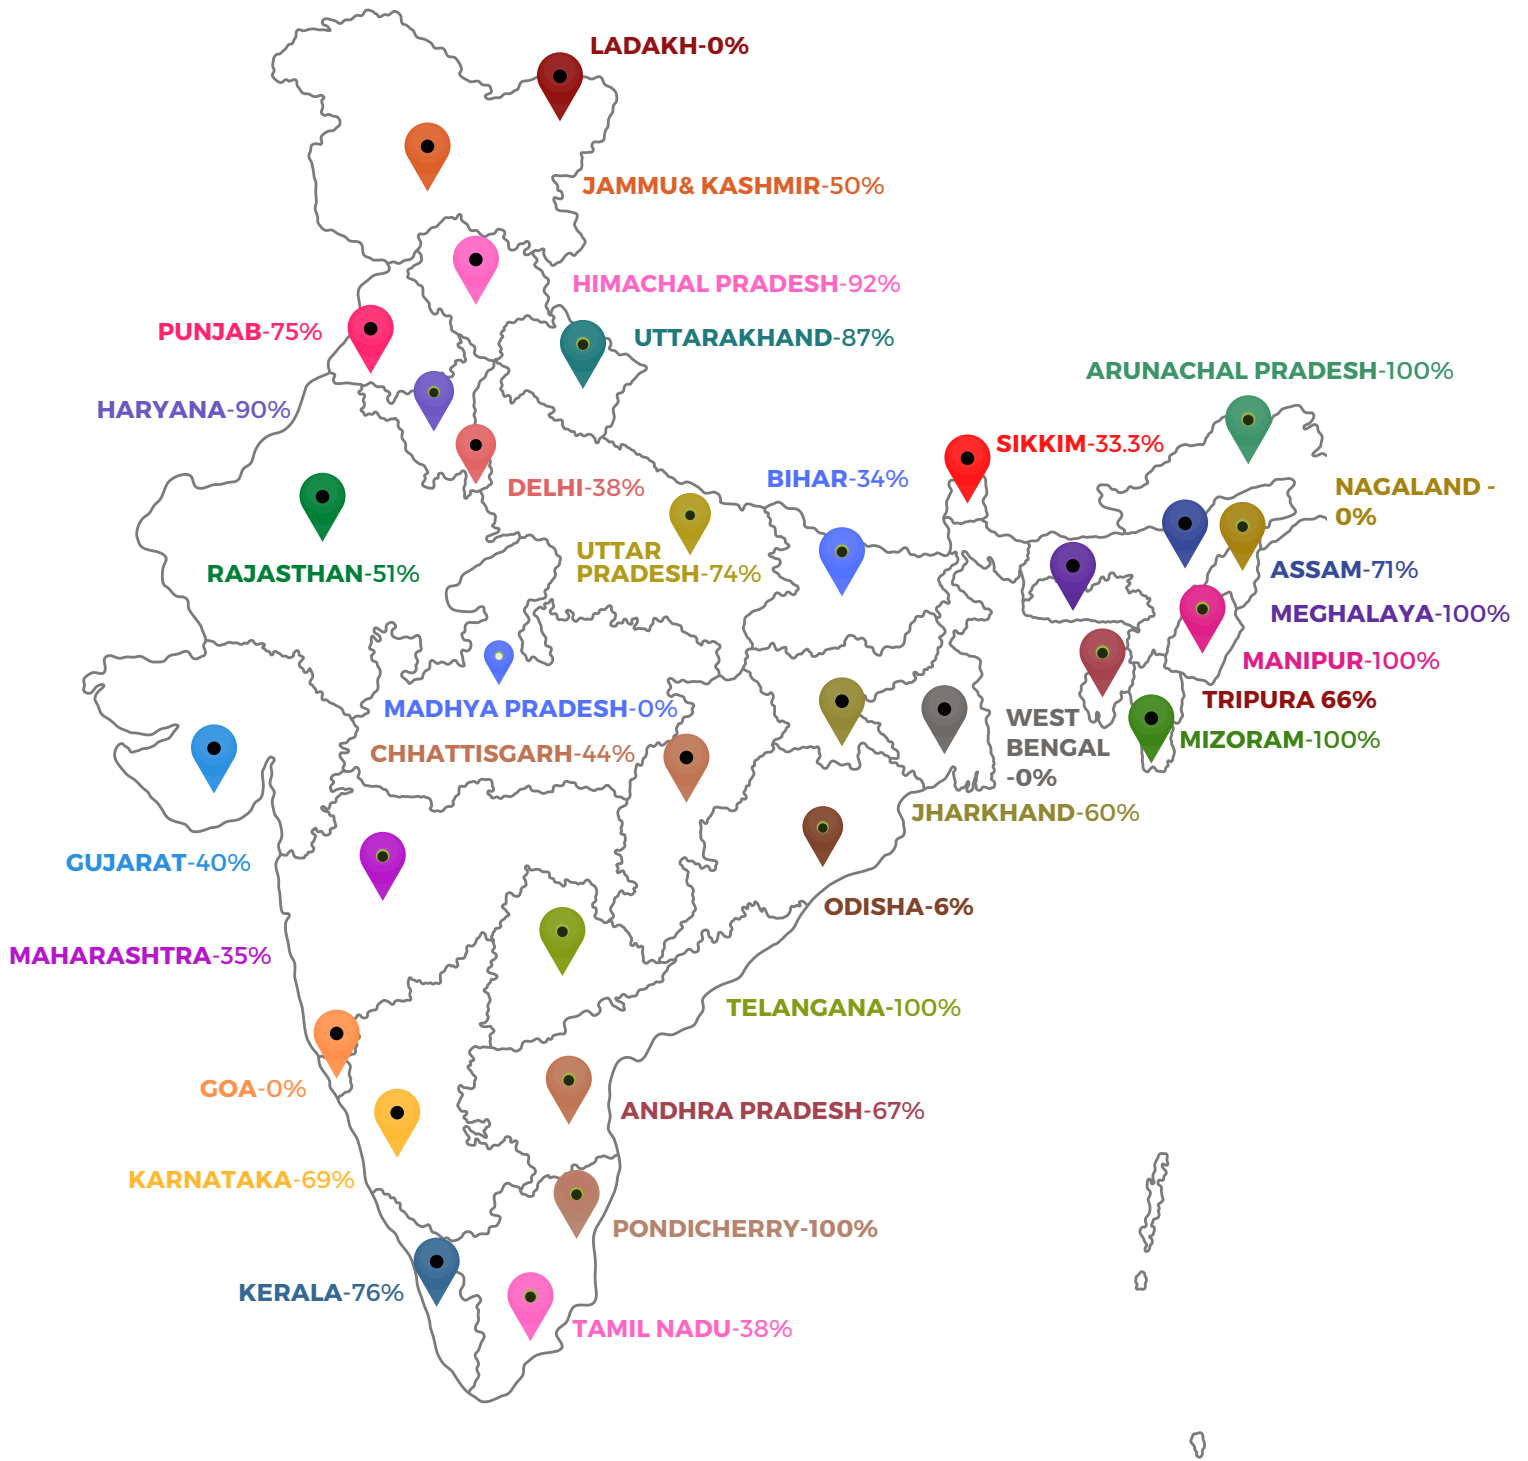 LADAKH-0%
JAMMU& KASHMIR-50%
HIMACHAL PRADESH-92%
PUNJAB-75%
UTTARAKHAND-87%
ARUNACHAL PRADESH-100%
HARYANA-90%
SIKKIM-33.3%
BIHAR-34%
DELHI-38%
NAGALAND -
0%
UTTAR
PRADESH-74%
RAJASTHAN-51%
ASSAM-71%
MEGHALAYA-100%
MANIPUR-100%
TRIPURA 66%
MADHYA PRADESH-0%
WEST
BENGAL
-0%
MIZORAM-100%
CHHATTISGARH-44%
JHARKHAND-60%
GUJARAT-40%
ODISHA-6%
MAHARASHTRA-35%
TELANGANA-100%
GOA-0%
ANDHRA PRADESH-67%
KARNATAKA-69%
PONDICHERRY-100%
KERALA-76%
TAMIL NADU-38%